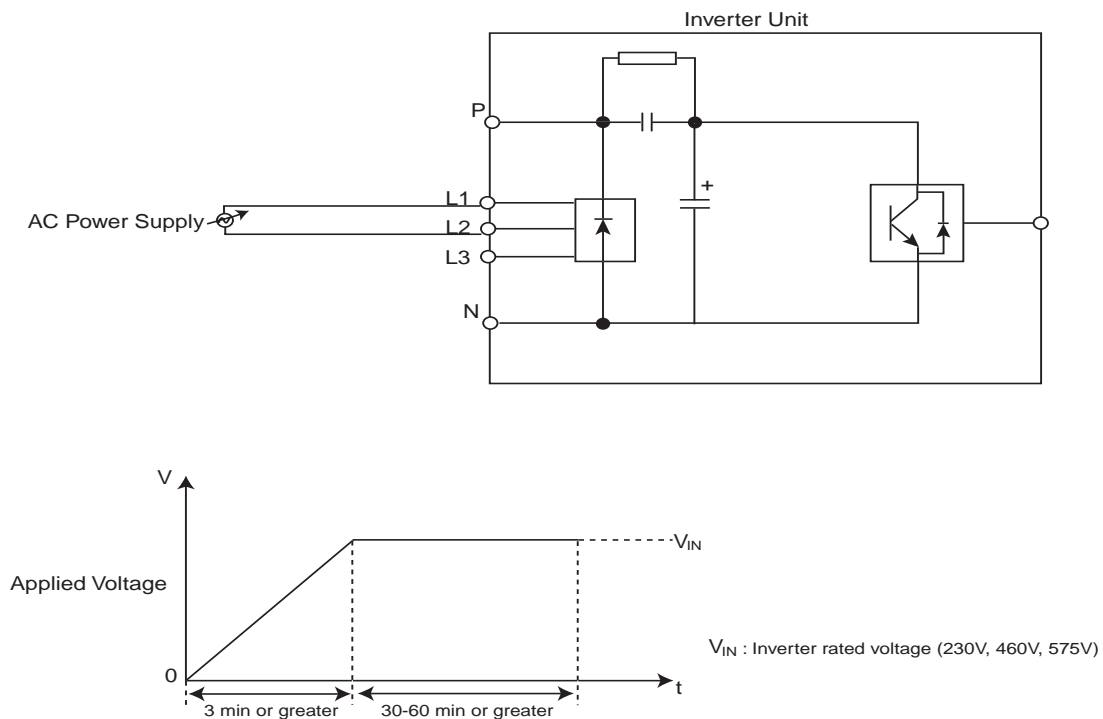 Inverter Unit
P
L1
AC Power Supply
L2
L3
N
+
V
VIN
Applied Voltage
VIN : Inverter rated voltage (230V, 460V, 575V)
0
t
3 min or greater
30-60 min or greater